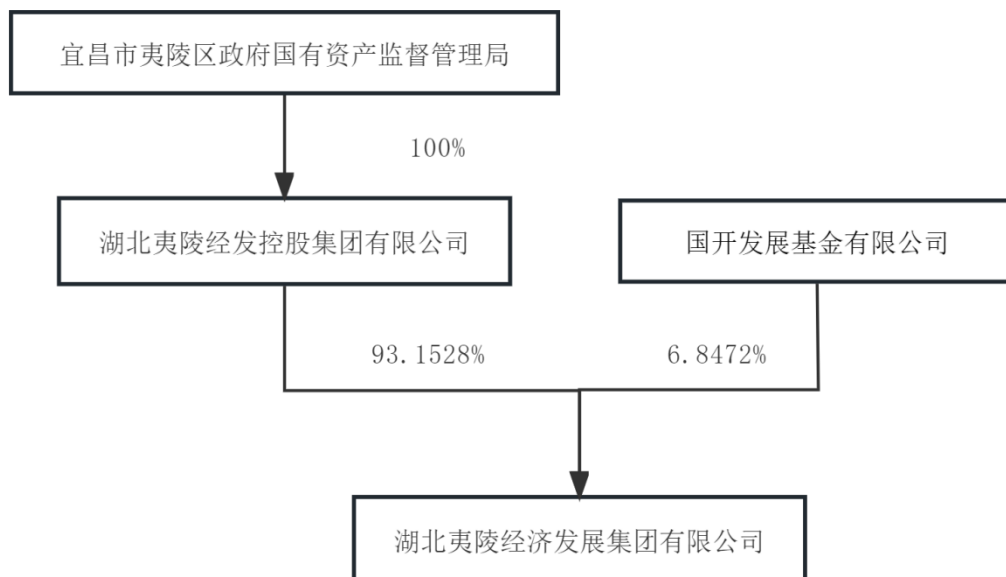 宜昌市夷陵区政府国有资产监督管理局
100%
湖北夷陵经发控股集团有限公司
国开发展基金有限公司
93.1528%
6.8472%
湖北夷陵经济发展集团有限公司